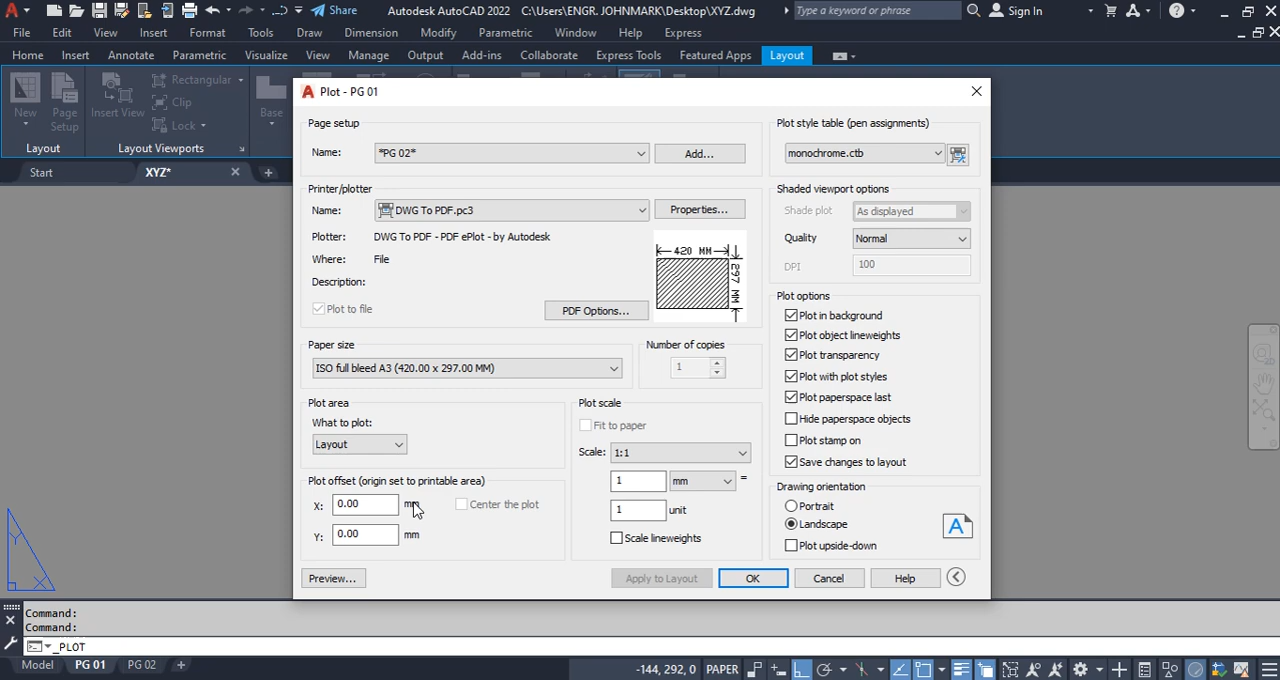 Share
Autodesk AutoCAD 2022 C:\Users\ENGR. JOHNMARK\Desktop\XYZ.dwg
Type a keyword or phrase
Sign In
File Edit View Insert Format Tools Draw Dimension Modify Parametric Window Help Express
Home Insert Annotate Parametric Visualize View Manage Output Add-ins Collaborate Express Tools Featured Apps Layout
New
Page
Setup
Insert View
Rectangular
Clip
Lock
Base
Layout
Layout Viewports
Start
XYZ*
Plot - PG 01
Page setup
Name:
*PG 02*
Add...
Printer/plotter
Name:
DWG To PDF.pc3
Properties...
Plotter:
DWG To PDF - PDF ePlot - by Autodesk
Where:
File
Description:
Plot to file
PDF Options...
420 MM
297 MM
Paper size
ISO full bleed A3 (420.00 x 297.00 MM)
Number of copies
1
Plot area
What to plot:
Layout
Plot scale
Fit to paper
Scale:
1:1
1
mm
=
1
unit
Scale lineweights
Plot offset (origin set to printable area)
X:
0.00
mm
Center the plot
Y:
0.00
mm
Plot style table (pen assignments)
monochrome.ctb
Shaded viewport options
Shade plot
As displayed
Quality
Normal
DPI
100
Plot options
Plot in background
Plot object lineweights
Plot transparency
Plot with plot styles
Plot paperspace last
Hide paperspace objects
Plot stamp on
Save changes to layout
Drawing orientation
Portrait
Landscape
Plot upside-down
A
Preview...
Apply to Layout
OK
Cancel
Help
Y
X
Command:
Command:
_PLOT
Model
PG 01
PG 02
-144, 292, 0
PAPER